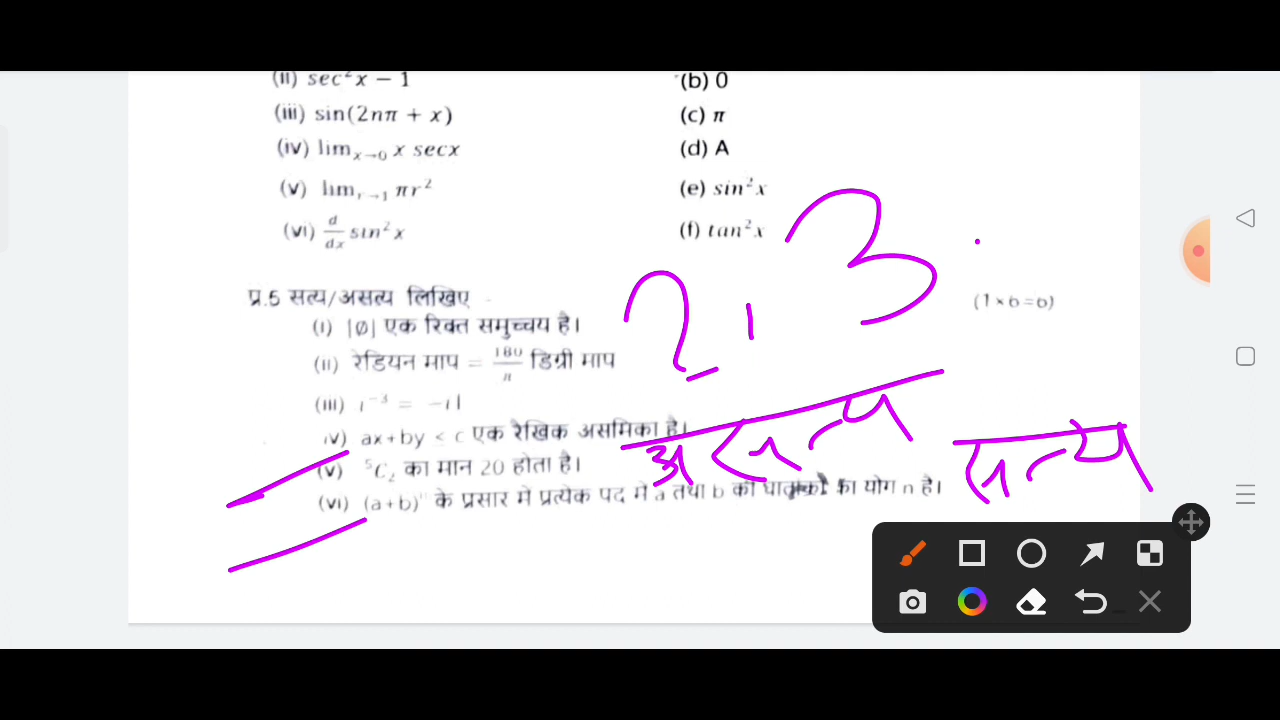 (ii) sec²x − 1 (b) 0
(iii) sin(2nπ + x) (c) π
(iv) lim x→0 x secx (d) A
(v) lim r→1 πr² (e) sin²x
(vi) d/dx sin²x (f) tan²x
2, 3
प्र.5 सत्य/असत्य लिखिए (1×6=6)
(i) |∅| एक रिक्त समुच्चय है।
(ii) रेडियन माप = 180/π डिग्री माप
(iii) i⁻³ = −i
असत्य
सत्य
iv) ax+by < c एक रैखिक असमिका है।
(v) ⁵C₂ का मान 20 होता है।
(vi) (a+b)ⁿ के प्रसार मे प्रत्येक पद मे a तथा b की घातांकों का योग n है।